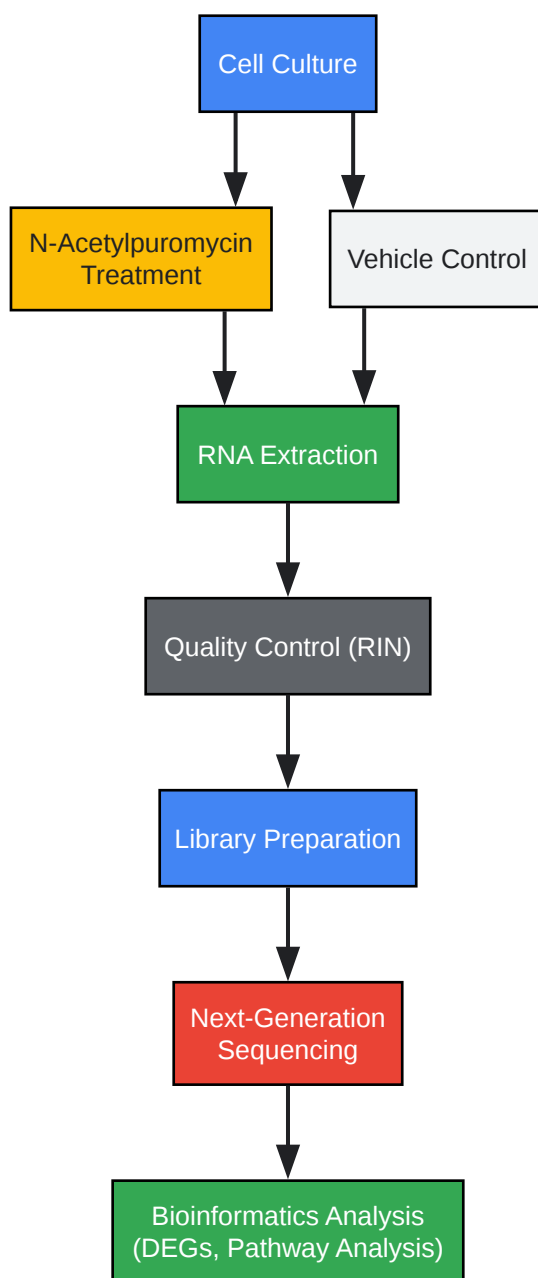 Cell Culture
N-Acetylpuromycin
Treatment
Vehicle Control
RNA Extraction
Quality Control (RIN)
Library Preparation
Next-Generation
Sequencing
Bioinformatics Analysis
(DEGs, Pathway Analysis)